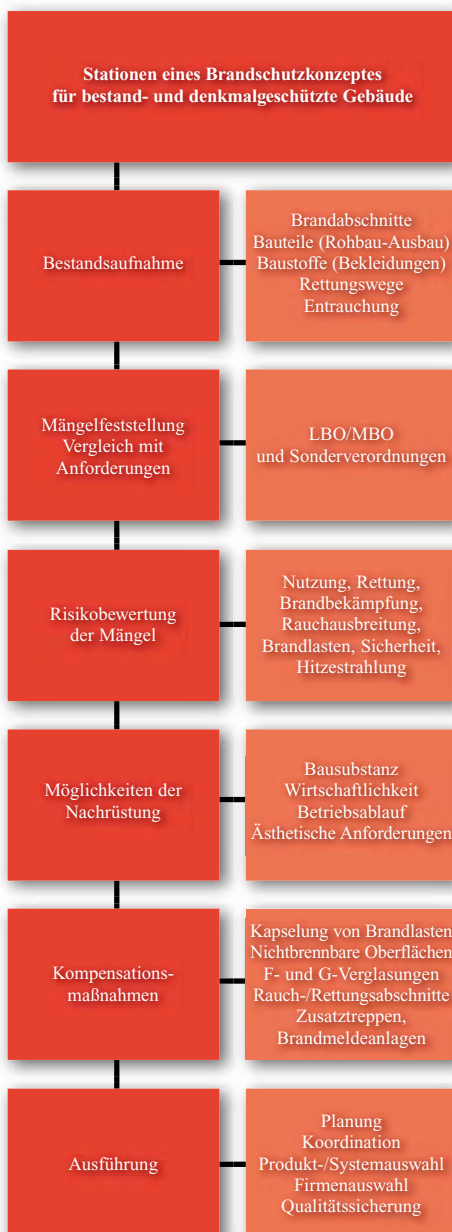 Stationen eines Brandschutzkonzeptes
für bestand- und denkmalgeschützte Gebäude
Bestandsaufnahme
Brandabschnitte
Bauteile (Rohbau-Ausbau)
Baustoffe (Bekleidungen)
Rettungswege
Entrauchung
Mängelfeststellung
Vergleich mit
Anforderungen
LBO/MBO
und Sonderverordnungen
Risikobewertung
der Mängel
Nutzung, Rettung,
Brandbekämpfung,
Rauchausbreitung,
Brandlasten, Sicherheit,
Hitzestrahlung
Möglichkeiten der
Nachrüstung
Bausubstanz
Wirtschaftlichkeit
Betriebsablauf
Ästhetische Anforderungen
Kompensations-
maßnahmen
Kapselung von Brandlasten
Nichtbrennbare Oberflächen
F- und G-Verglasungen
Rauch-/Rettungsabschnitte
Zusatztreppen,
Brandmeldeanlagen
Ausführung
Planung
Koordination
Produkt-/Systemauswahl
Firmenauswahl
Qualitätssicherung